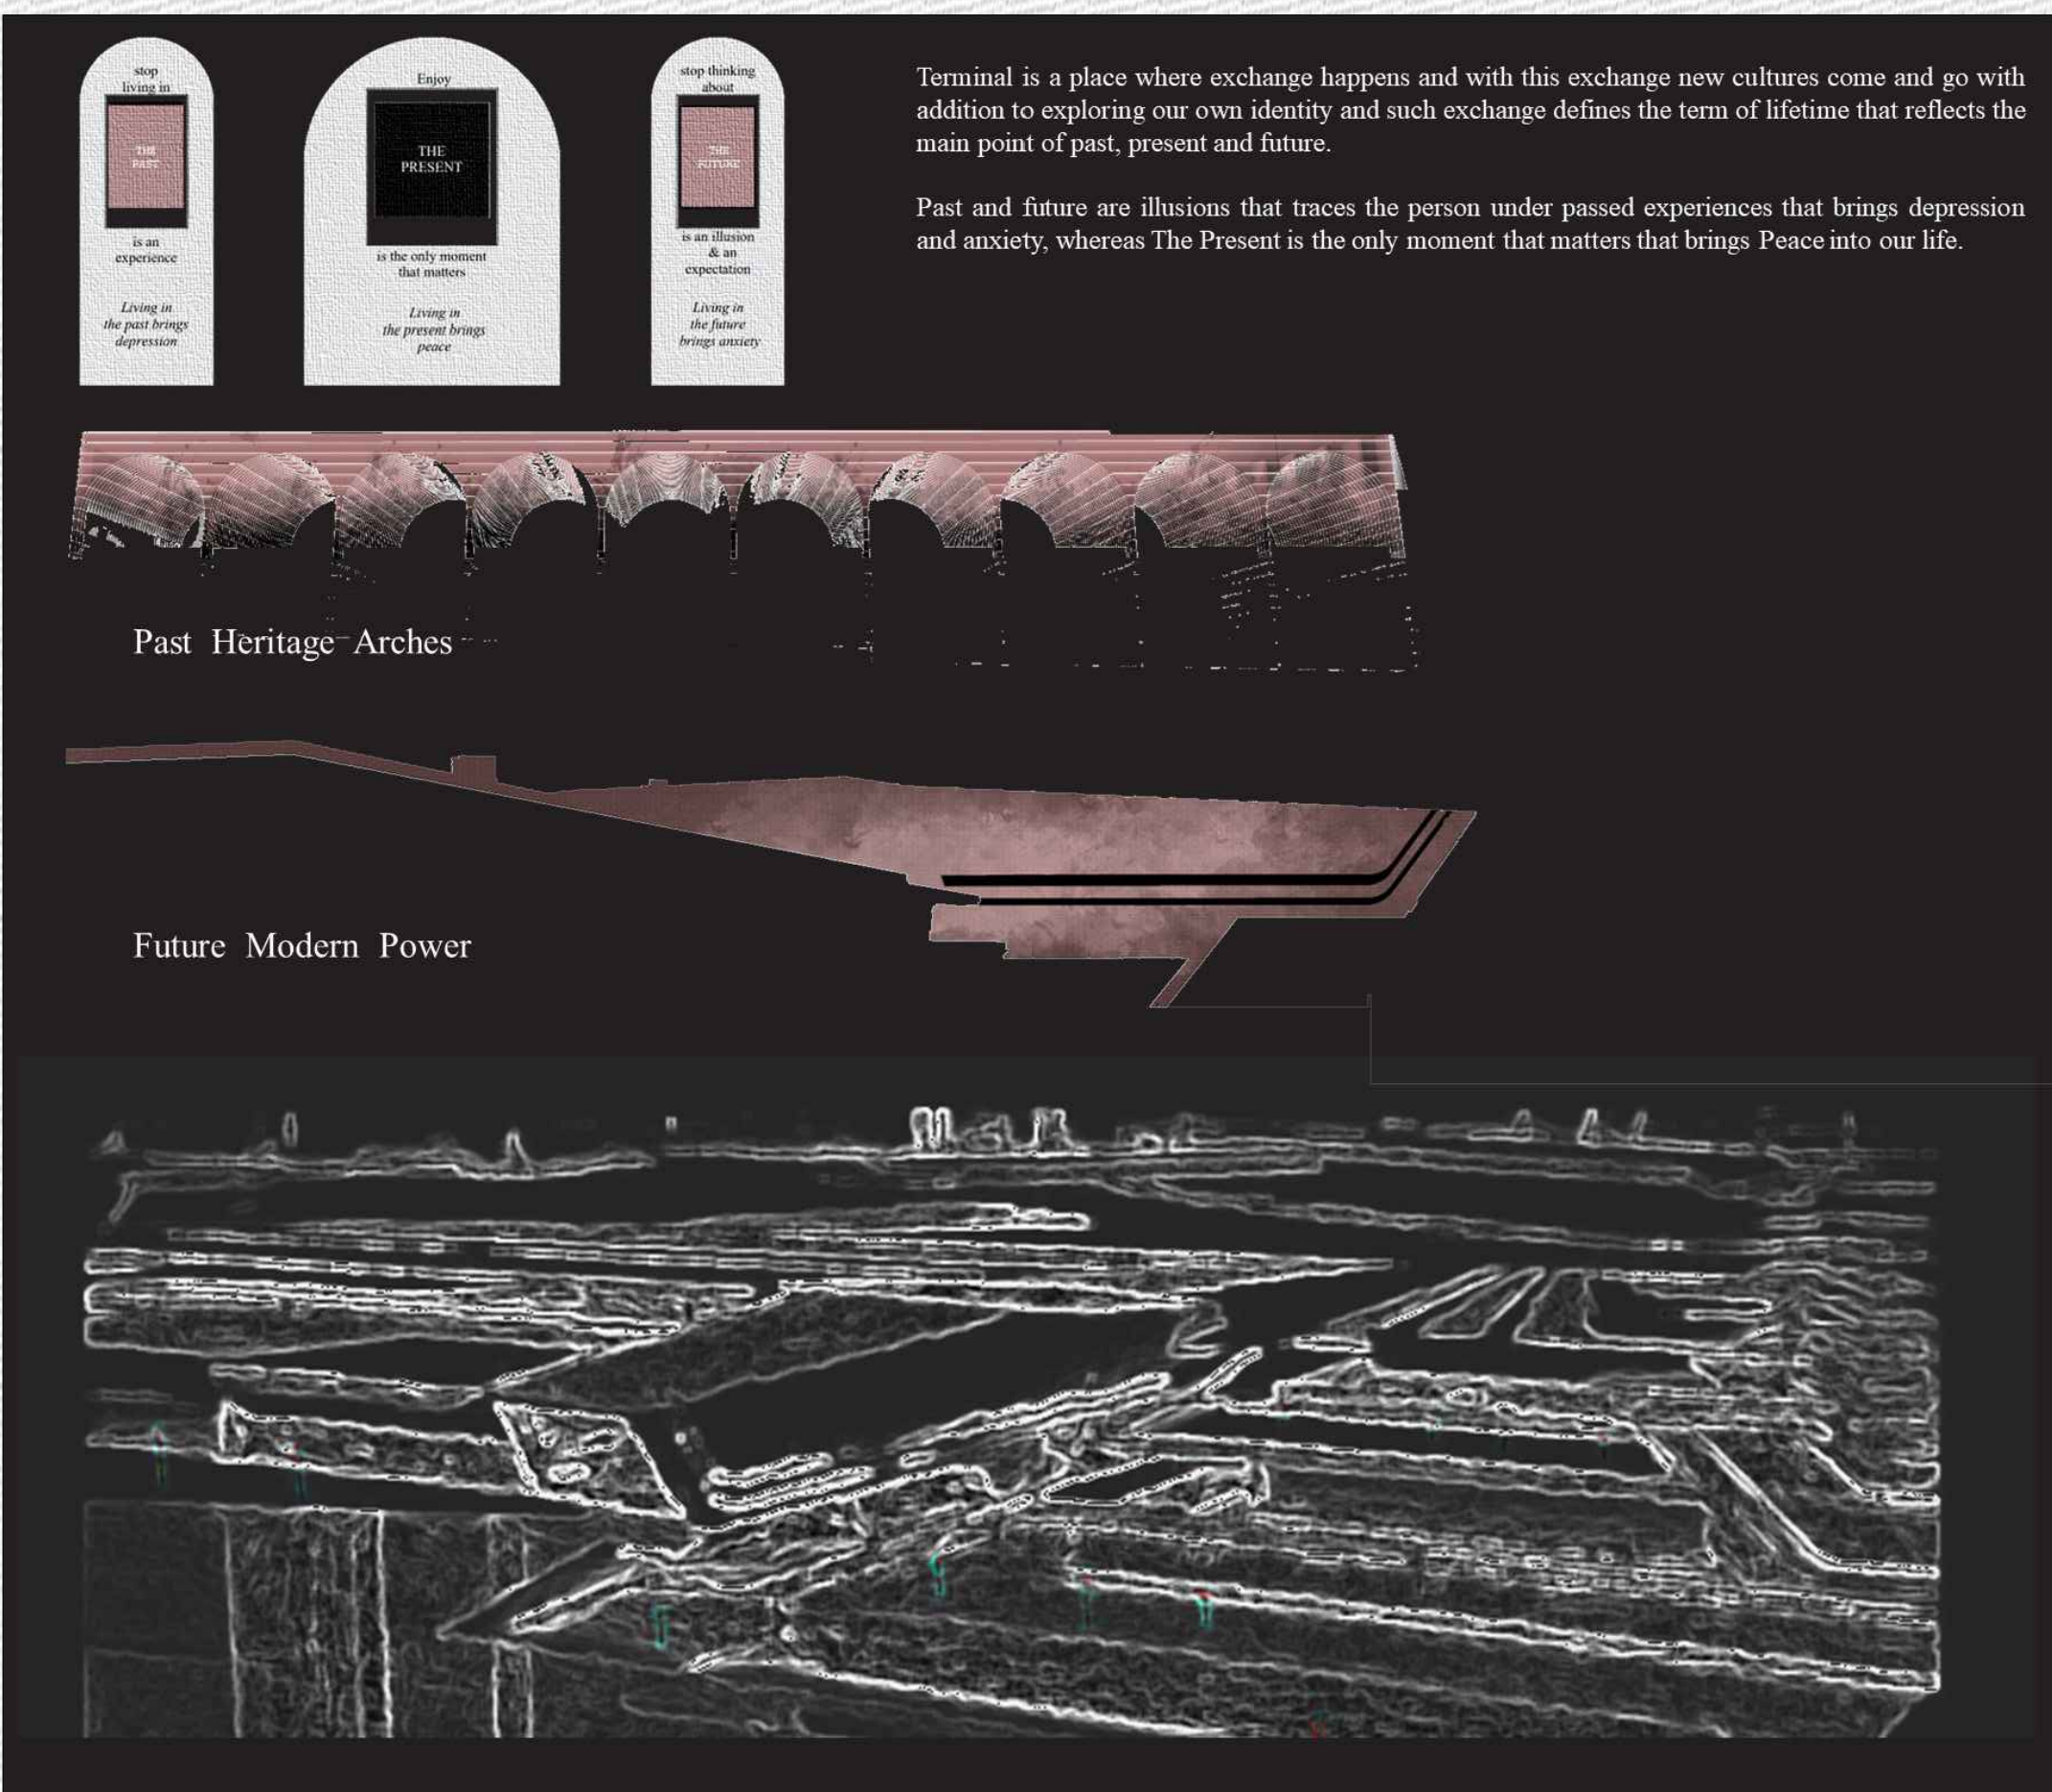 stop
living in
THE
PAST
is an
experience
Living in
the past brings
depression
Enjoy
THE
PRESENT
is the only moment
that matters
Living in
the present brings
peace
stop thinking
about
THE
FUTURE
is an illusion
& an
expectation
Living in
the future
brings anxiety
Terminal is a place where exchange happens and with this exchange new cultures come and go with
addition to exploring our own identity and such exchange defines the term of lifetime that reflects the
main point of past, present and future.
Past and future are illusions that traces the person under passed experiences that brings depression
and anxiety, whereas The Present is the only moment that matters that brings Peace into our life.
Past Heritage Arches
Future Modern Power